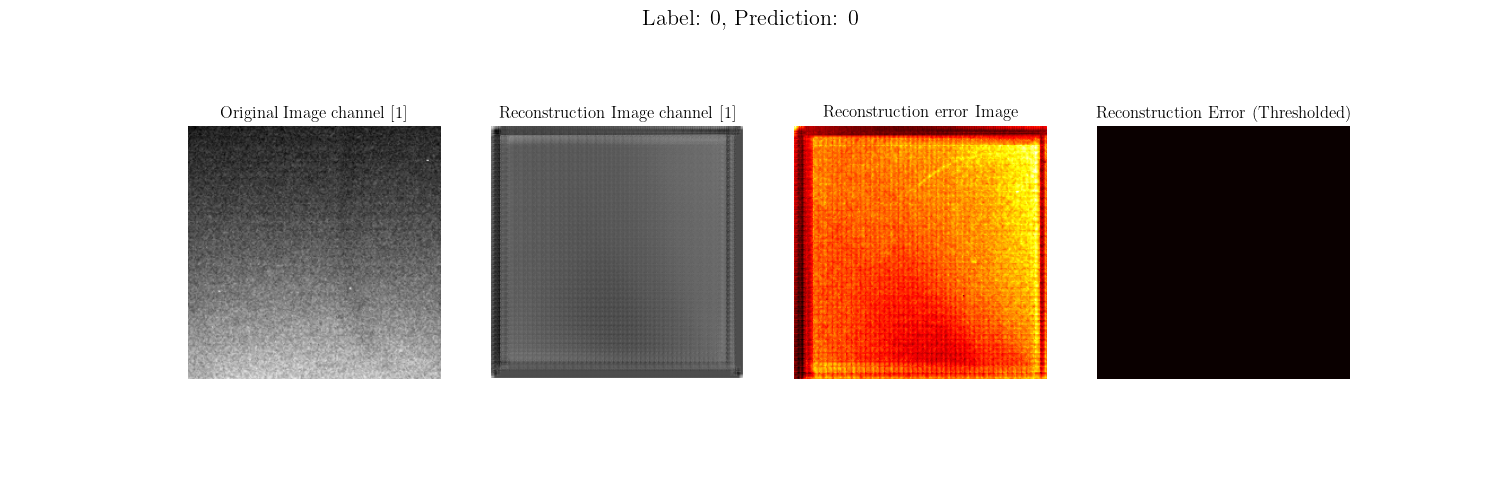 Label: 0, Prediction: 0
Original Image channel [1]
Reconstruction Image channel [1]
Reconstruction error Image
Reconstruction Error (Thresholded)